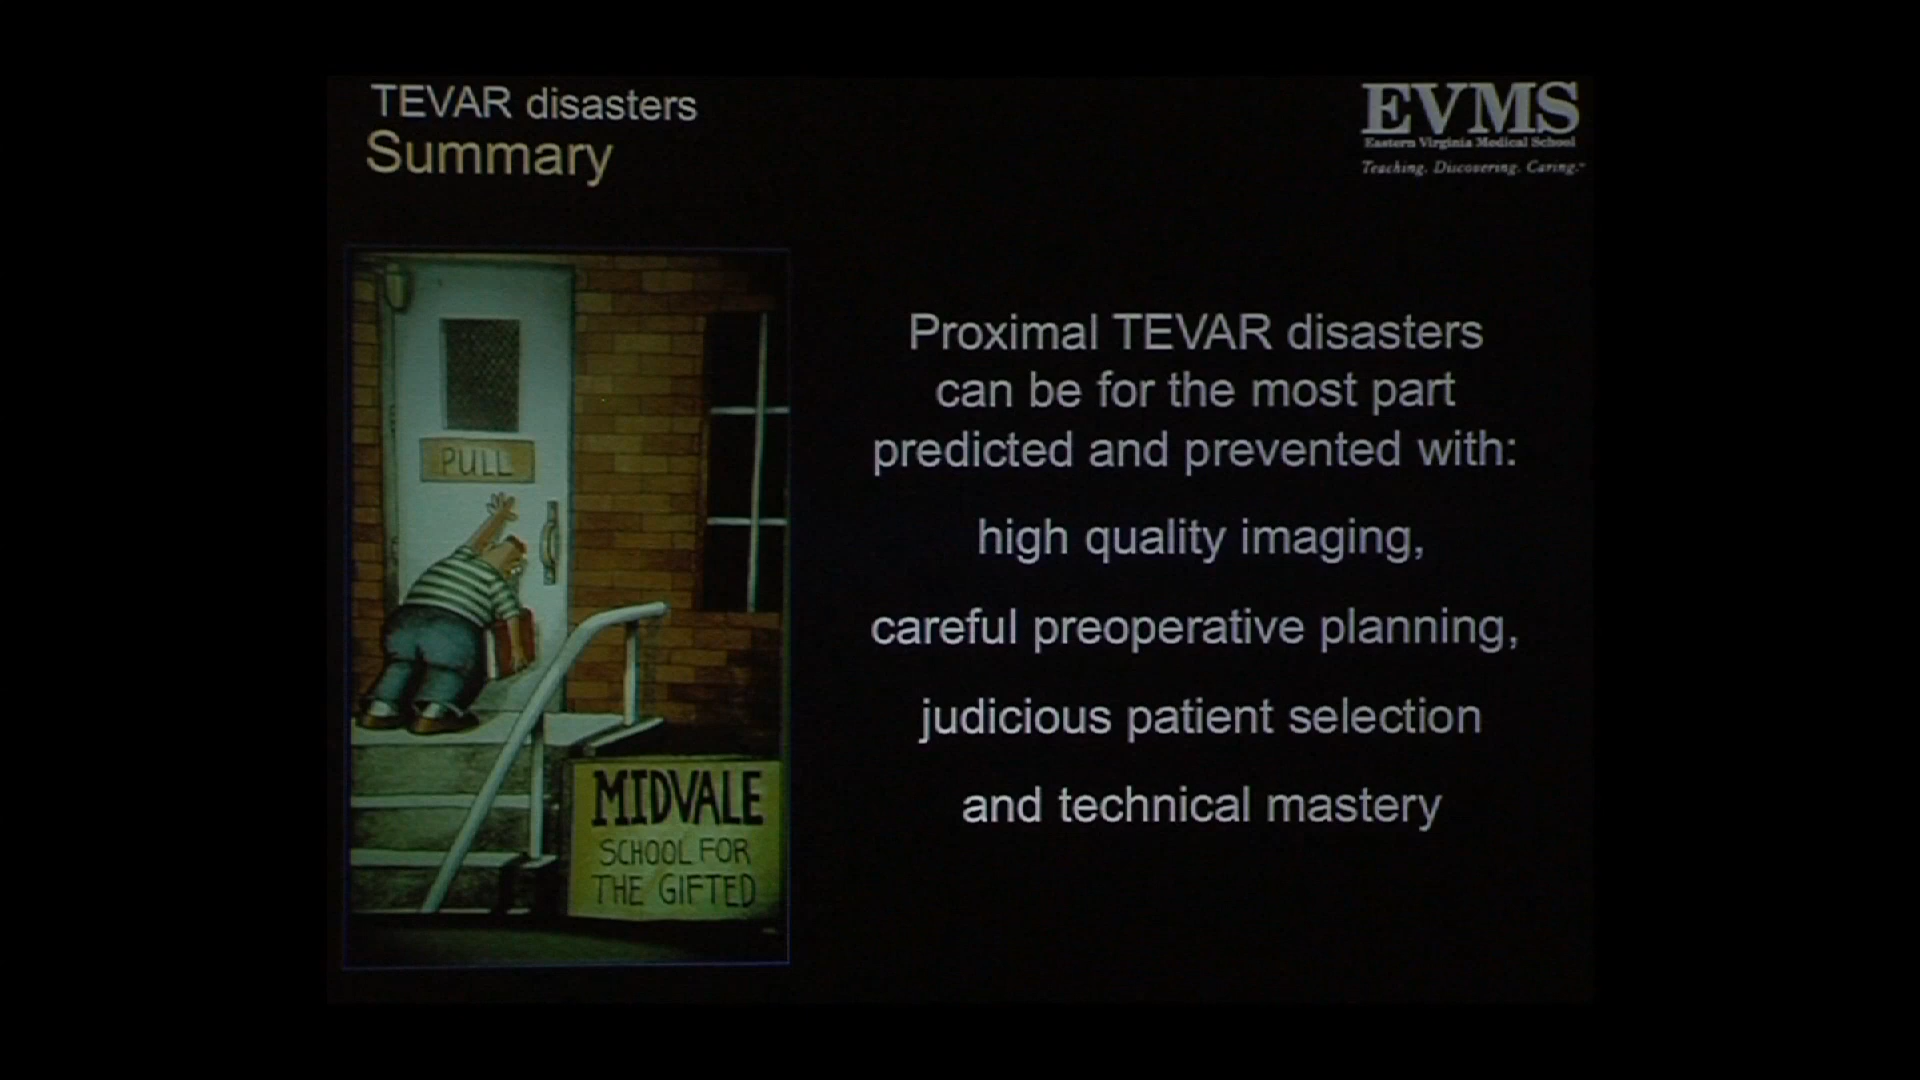 TEVAR disasters
Summary
EVMS
Eastern Virginia Medical School
Teaching. Discovering. Caring.
PULL
MIDVALE
SCHOOL FOR
THE GIFTED
Proximal TEVAR disasters
can be for the most part
predicted and prevented with:
high quality imaging,
careful preoperative planning,
judicious patient selection
and technical mastery